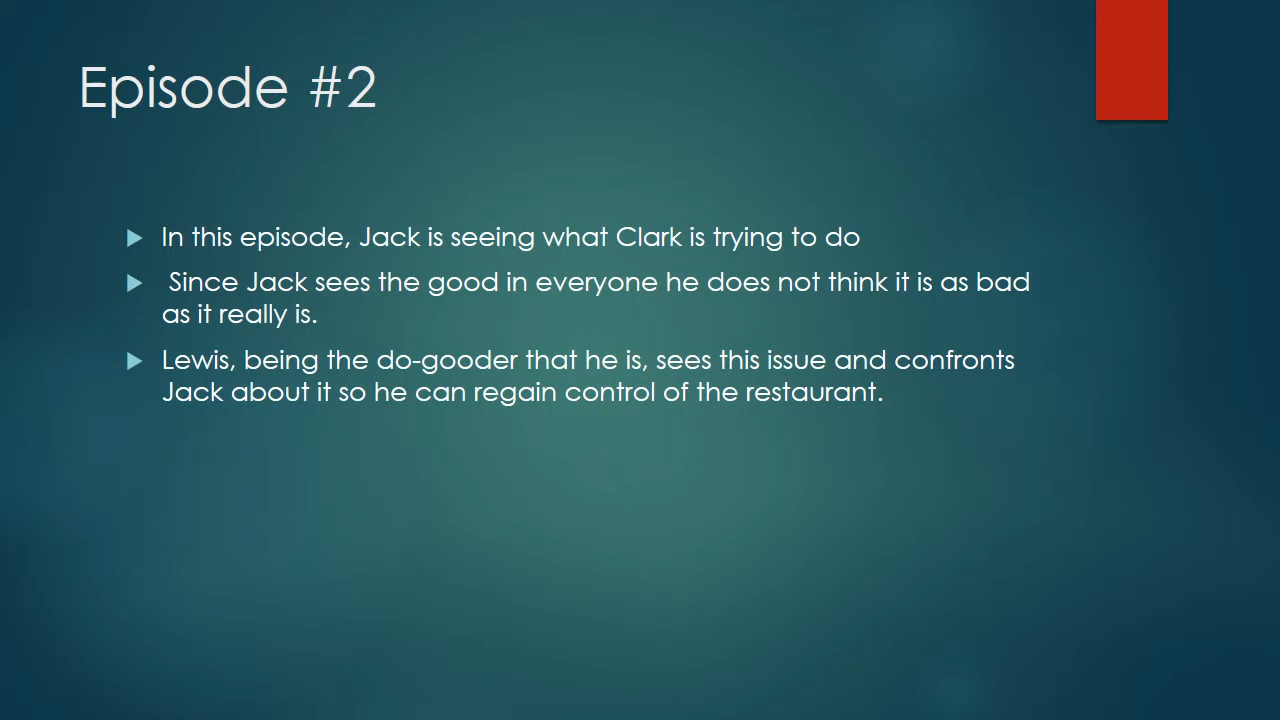 Episode #2
In this episode, Jack is seeing what Clark is trying to do
Since Jack sees the good in everyone he does not think it is as bad
as it really is.
Lewis, being the do-gooder that he is, sees this issue and confronts
Jack about it so he can regain control of the restaurant.